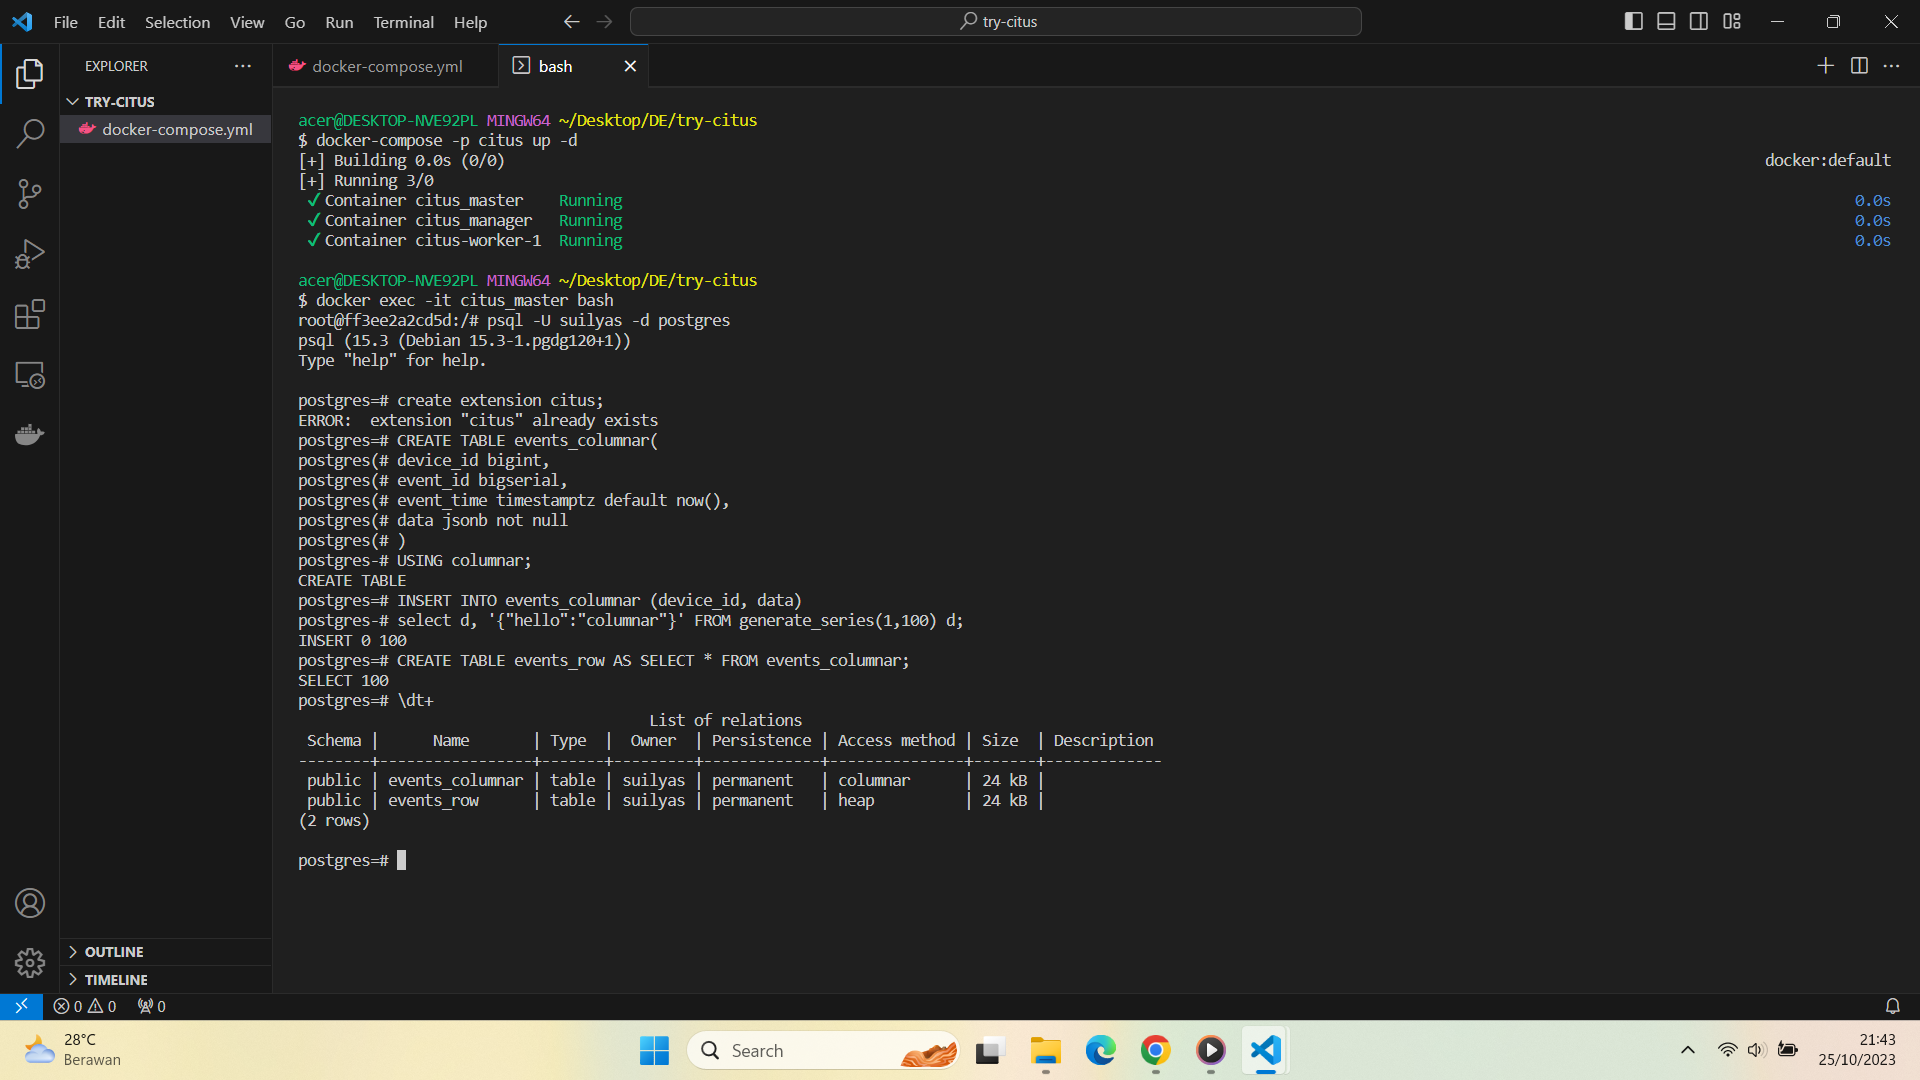 File Edit Selection View Go Run Terminal Help
try-citus
EXPLORER
docker-compose.yml
bash
TRY-CITUS
docker-compose.yml
acer@DESKTOP-NVE92PL MINGW64 ~/Desktop/DE/try-citus
$ docker-compose -p citus up -d
[+] Building 0.0s (0/0) docker:default
[+] Running 3/0
✓ Container citus_master Running 0.0s
✓ Container citus_manager Running 0.0s
✓ Container citus-worker-1 Running 0.0s
acer@DESKTOP-NVE92PL MINGW64 ~/Desktop/DE/try-citus
$ docker exec -it citus_master bash
root@ff3ee2a2cd5d:/# psql -U suilyas -d postgres
psql (15.3 (Debian 15.3-1.pgdg120+1))
Type "help" for help.
postgres=# create extension citus;
ERROR:  extension "citus" already exists
postgres=# CREATE TABLE events_columnar(
postgres(# device_id bigint,
postgres(# event_id bigserial,
postgres(# event_time timestamptz default now(),
postgres(# data jsonb not null
postgres(# )
postgres-# USING columnar;
CREATE TABLE
postgres=# INSERT INTO events_columnar (device_id, data)
postgres-# select d, '{"hello":"columnar"}' FROM generate_series(1,100) d;
INSERT 0 100
postgres=# CREATE TABLE events_row AS SELECT * FROM events_columnar;
SELECT 100
postgres=# \dt+
List of relations
Schema | Name | Type | Owner | Persistence | Access method | Size | Description
--------+-----------------+-------+---------+-------------+---------------+-------+-------------
public | events_columnar | table | suilyas | permanent | columnar | 24 kB |
public | events_row | table | suilyas | permanent | heap | 24 kB |
(2 rows)
postgres=#
OUTLINE
TIMELINE
0 0 0
28°C
Berawan
Search
21:43
25/10/2023